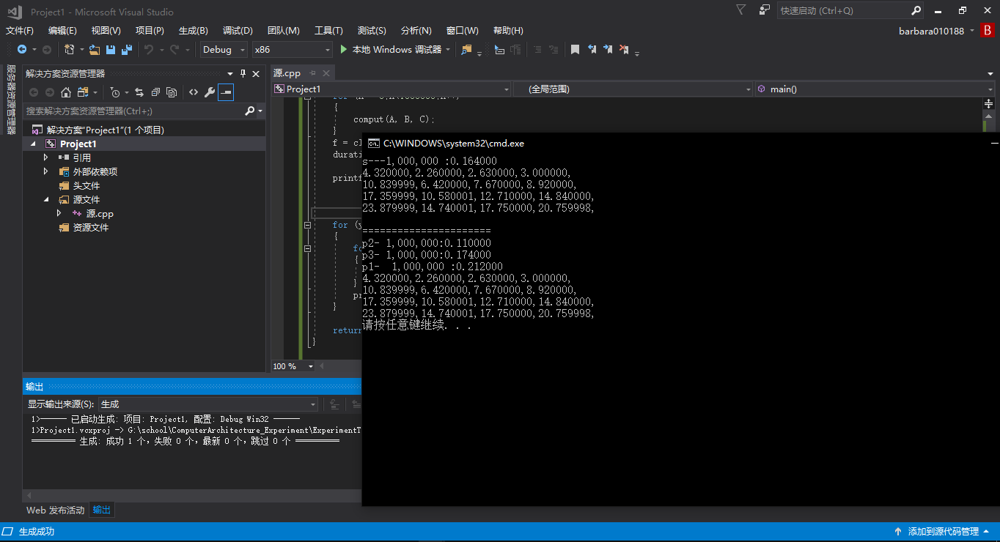 Project1 - Microsoft Visual Studio
快速启动 (Ctrl+Q)
文件(F) 编辑(E) 视图(V) 项目(P) 生成(B) 调试(D) 团队(M) 工具(T) 测试(S) 分析(N) 窗口(W) 帮助(H)
barbara010188 B
Debug x86 本地 Windows 调试器
服务器资源管理器
解决方案资源管理器
搜索解决方案资源管理器(Ctrl+;)
解决方案"Project1"(1 个项目)
Project1
引用
外部依赖项
头文件
源文件
源.cpp
资源文件
源.cpp
Project1 (全局范围) main()
{
comput(A, B, C);
}
f = cl
durati
printf
for (y
{
fo
{
}
pr
}
return
}
100 %
C:\WINDOWS\system32\cmd.exe
s---1,000,000 :0.164000
4.320000,2.260000,2.630000,3.000000,
10.839999,6.420000,7.670000,8.920000,
17.359999,10.580001,12.710000,14.840000,
23.879999,14.740001,17.750000,20.759998,
======================
p2- 1,000,000:0.110000
p3- 1,000,000:0.174000
p1-  1,000,000 :0.212000
4.320000,2.260000,2.630000,3.000000,
10.839999,6.420000,7.670000,8.920000,
17.359999,10.580001,12.710000,14.840000,
23.879999,14.740001,17.750000,20.759998,
请按任意键继续. . .
输出
显示输出来源(S): 生成
1>------ 已启动生成: 项目: Project1, 配置: Debug Win32 ------
1>Project1.vcxproj -> G:\school\ComputerArchitecture_Experiment\ExperimentT
========== 生成: 成功 1 个，失败 0 个，最新 0 个，跳过 0 个 ==========
Web 发布活动 输出
生成成功
添加到源代码管理